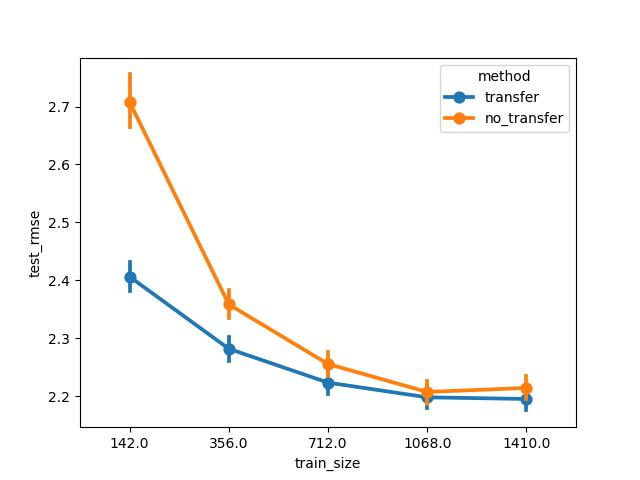 method
transfer
no_transfer
test_rmse
2.7
2.6
2.5
2.4
2.3
2.2
142.0 356.0 712.0 1068.0 1410.0
train_size